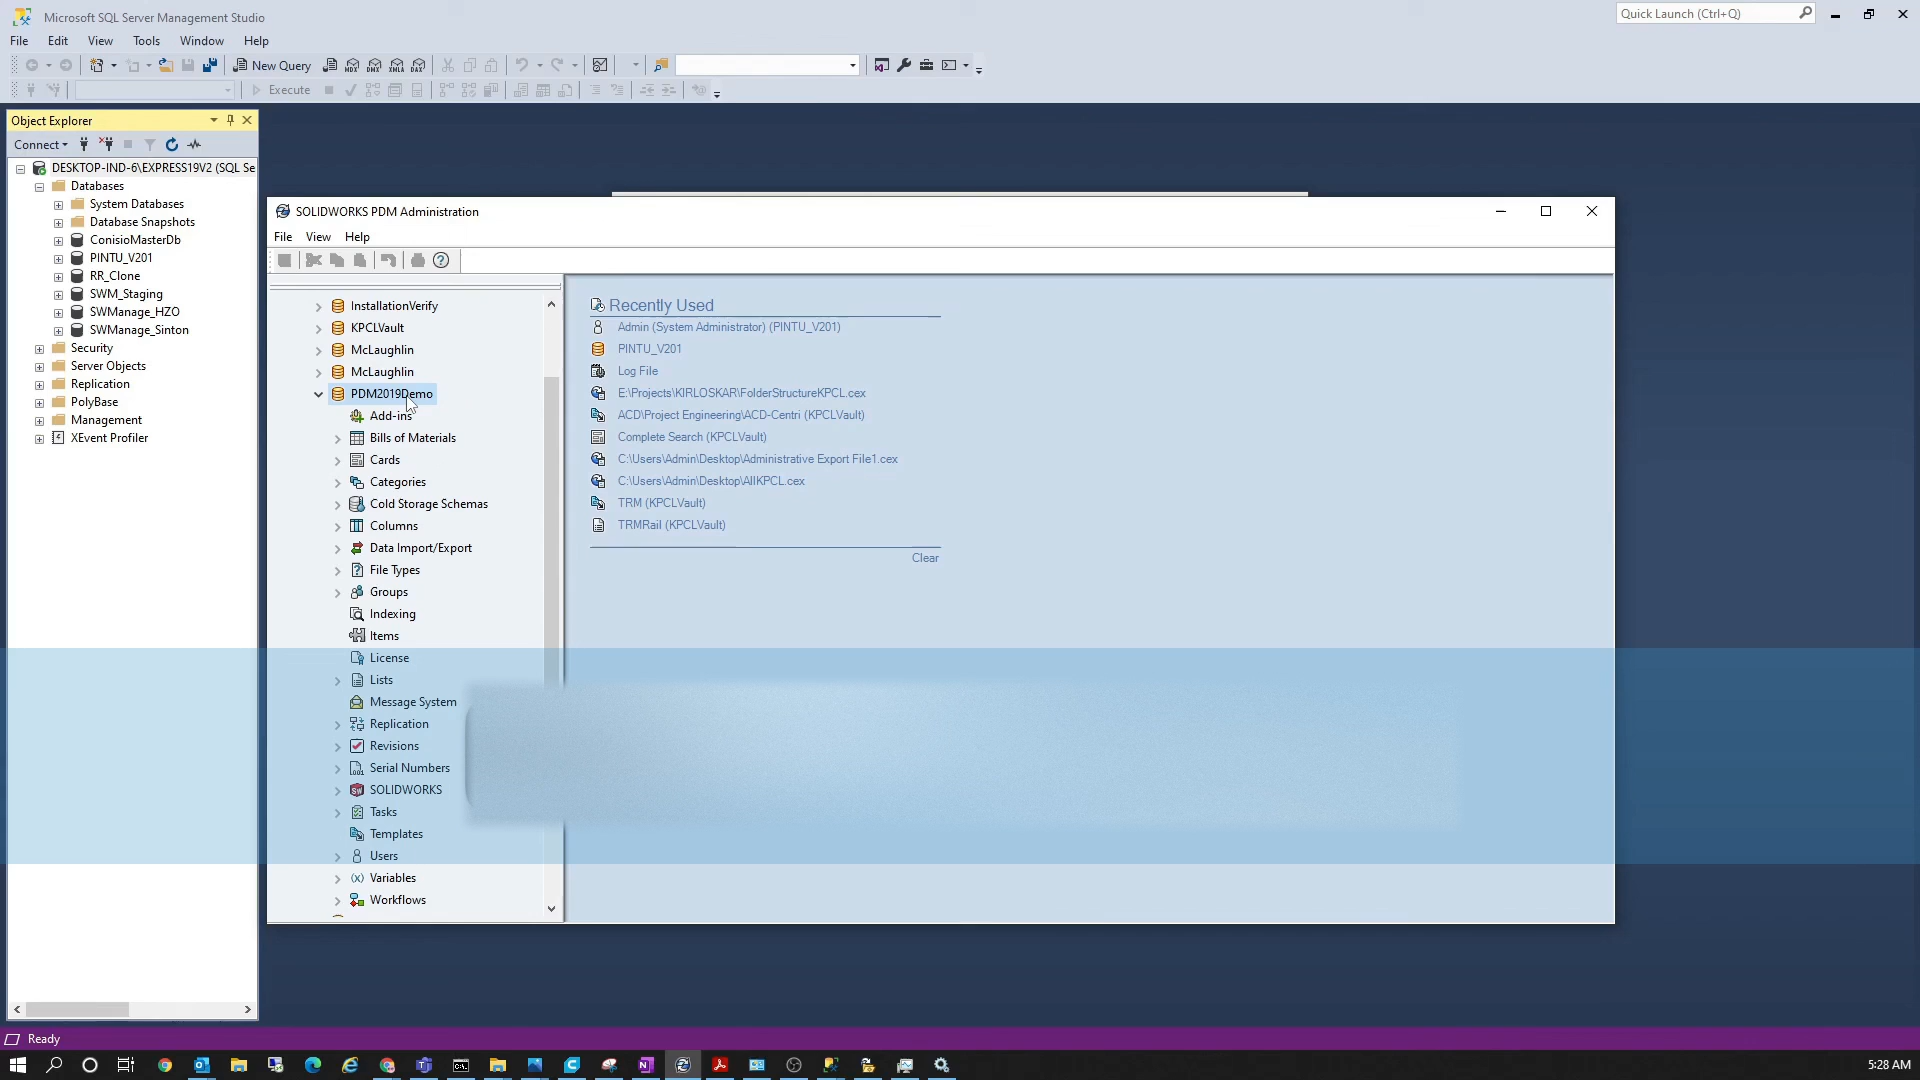 Microsoft SQL Server Management Studio
Quick Launch (Ctrl+Q)
File Edit View Tools Window Help
New Query
MDX DMX XMLA DAX
Execute
Object Explorer
Connect
DESKTOP-IND-6\EXPRESS19V2 (SQL Se
Databases
System Databases
Database Snapshots
ConisioMasterDb
PINTU_V201
RR_Clone
SWM_Staging
SWManage_HZO
SWManage_Sinton
Security
Server Objects
Replication
PolyBase
Management
XEvent Profiler
SOLIDWORKS PDM Administration
File View Help
InstallationVerify
KPCLVault
McLaughlin
McLaughlin
PDM2019Demo
Add-ins
Bills of Materials
Cards
Categories
Cold Storage Schemas
Columns
Data Import/Export
File Types
Groups
Indexing
Items
License
Lists
Message System
Replication
Revisions
Serial Numbers
SOLIDWORKS
Tasks
Templates
Users
Variables
Workflows
Recently Used
Admin (System Administrator) (PINTU_V201)
PINTU_V201
Log File
E:\Projects\KIRLOSKAR\FolderStructureKPCL.cex
ACD\Project Engineering\ACD-Centri (KPCLVault)
Complete Search (KPCLVault)
C:\Users\Admin\Desktop\Administrative Export File1.cex
C:\Users\Admin\Desktop\AllKPCL.cex
TRM (KPCLVault)
TRMRail (KPCLVault)
Clear
Ready
5:28 AM